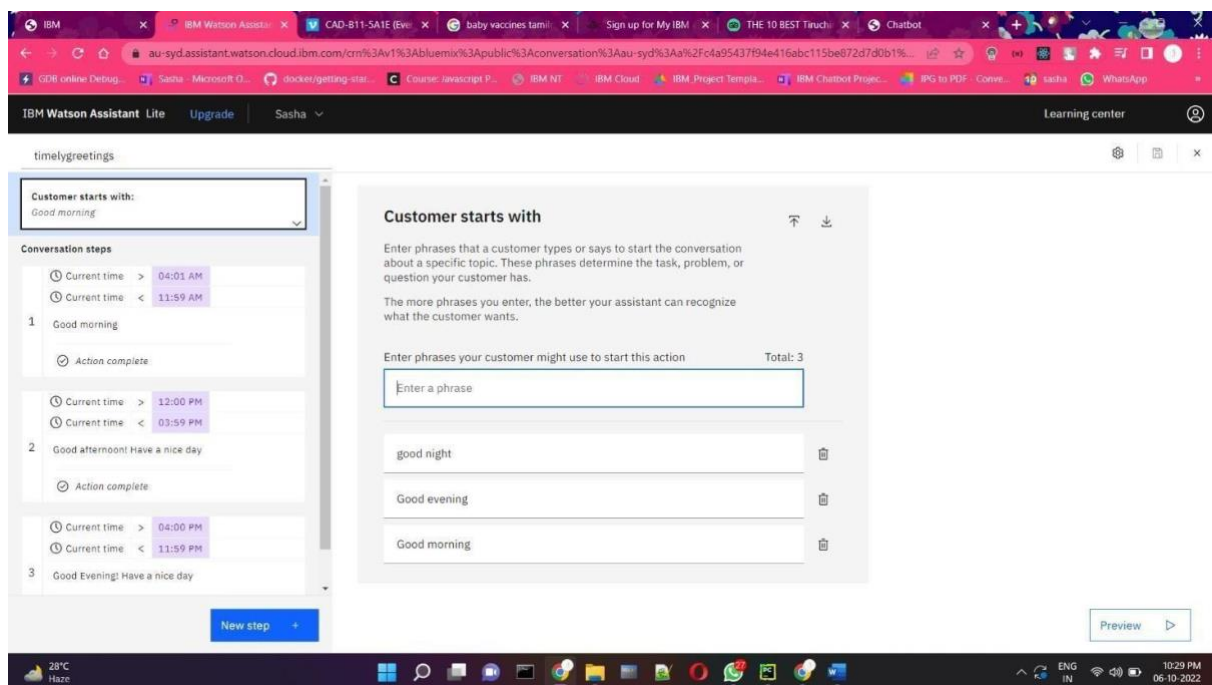 IBM
IBM Watson Assistan
CAD-B11-5A1E (Eve
baby vaccines tamil
Sign up for My IBM
THE 10 BEST Tiruch
Chatbot
au-syd.assistant.watson.cloud.ibm.com/crn%3Av1%3Abluemix%3Apublic%3Aconversation%3Aau-syd%3Aa%2Fc4a95437f94e416abc115be872d7d0b1%...
GDB online Debug...
Sasha - Microsoft O...
docker/getting-star...
Course: Javascript P...
IBM NT
IBM Cloud
IBM Project Templa...
IBM Chatbot Projec...
JPG to PDF - Conve...
sasha
WhatsApp
IBM Watson Assistant Lite
Upgrade
Sasha
Learning center
timelygreetings
Customer starts with:
Good morning
Conversation steps
Current time > 04:01 AM
Current time < 11:59 AM
1 Good morning
Action complete
Current time > 12:00 PM
Current time < 03:59 PM
2 Good afternoon! Have a nice day
Action complete
Current time > 04:00 PM
Current time < 11:59 PM
3 Good Evening! Have a nice day
New step +
Customer starts with
Enter phrases that a customer types or says to start the conversation
about a specific topic. These phrases determine the task, problem, or
question your customer has.
The more phrases you enter, the better your assistant can recognize
what the customer wants.
Enter phrases your customer might use to start this action Total: 3
Enter a phrase
good night
Good evening
Good morning
Preview
28°C
Haze
ENG
IN
10:29 PM
06-10-2022